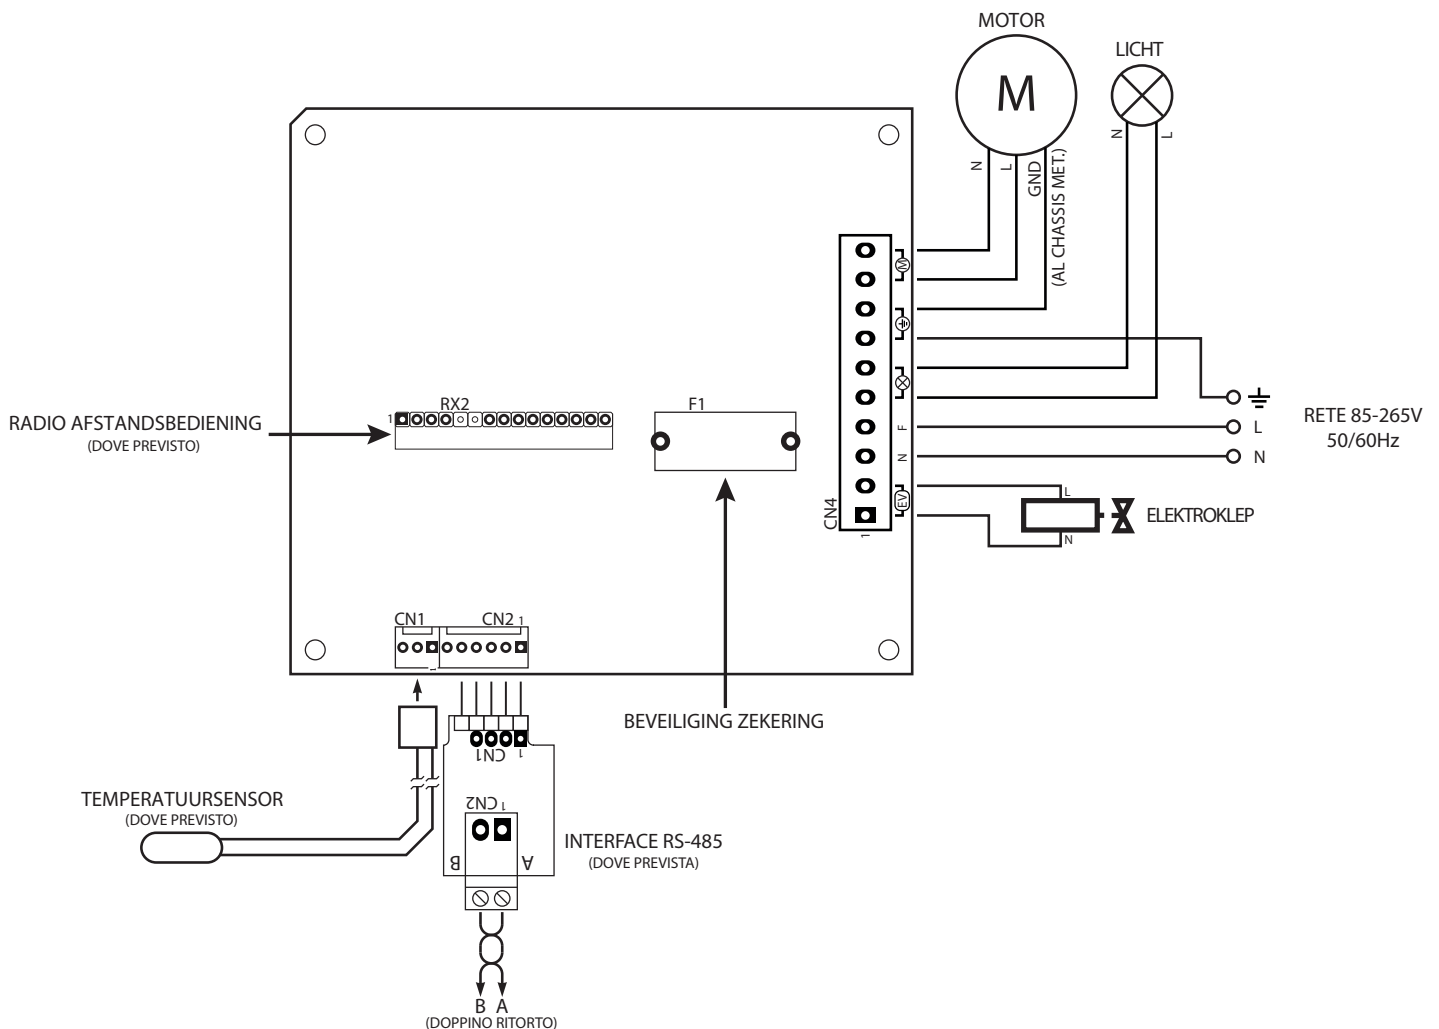 MOTOR
LICHT
M
N
L
GND
(AL CHASSIS MET.)
N
L
M
RX2
1
F1
RADIO AFSTANDSBEDIENING
(DOVE PREVISTO)
F
N
EV
CN4
1
L
N
RETE 85-265V
50/60Hz
L
N
ELEKTROKLEP
CN1
CN2 1
1
BEVEILIGING ZEKERING
CN1
1
TEMPERATUURSENSOR
(DOVE PREVISTO)
CN2
1
B
A
INTERFACE RS-485
(DOVE PREVISTA)
B A
(DOPPINO RITORTO)